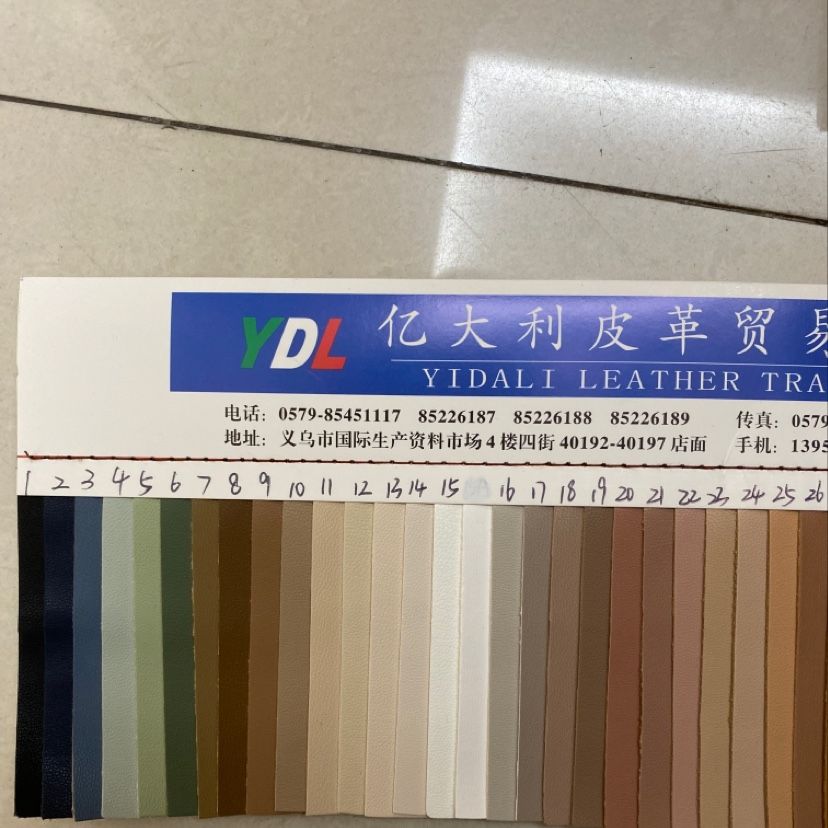 YDL 亿大利皮革贸易
YIDALI LEATHER TRA
电话: 0579-85451117 85226187 85226188 85226189 传真: 0579
地址: 义乌市国际生产资料市场4楼四街40192-40197店面 手机: 1395
1 2 3 4 5 6 7 8 9 10 11 12 13 14 15 16 17 18 19 20 21 22 23 24 25 26